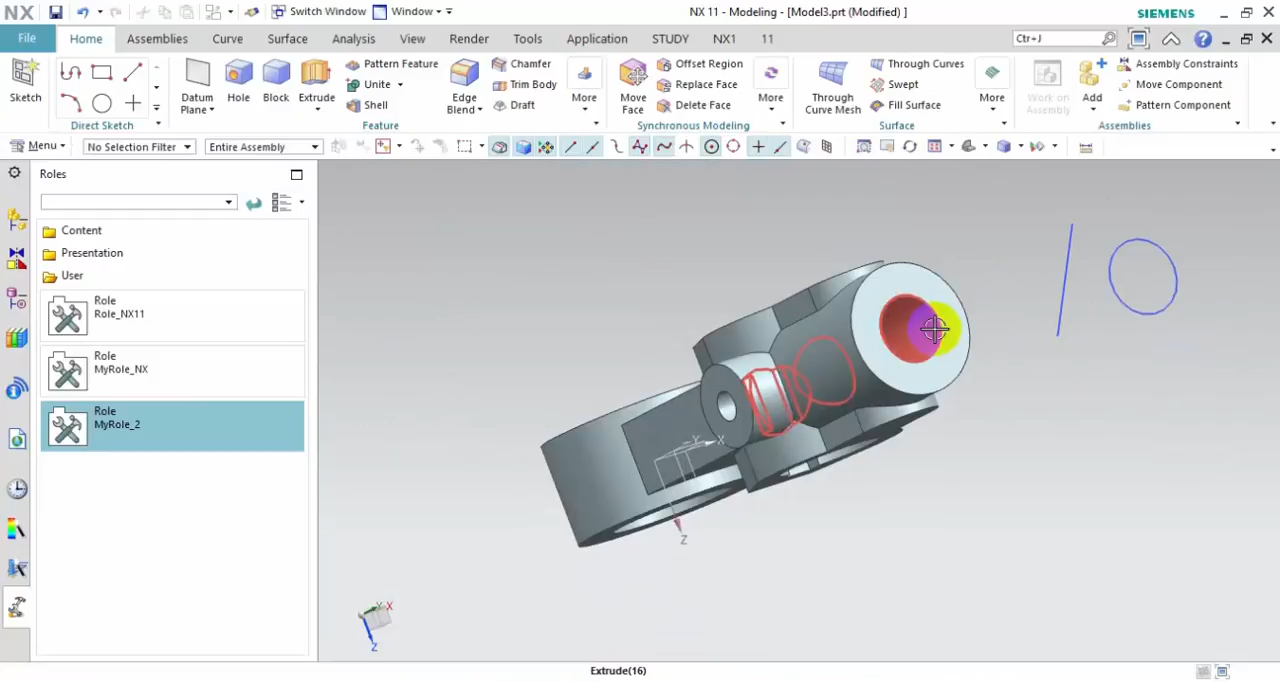 NX Switch Window Window NX 11 - Modeling - [Model3.prt (Modified) ] SIEMENS
File Home Assemblies Curve Surface Analysis View Render Tools Application STUDY NX1 11 Ctrl+J
Sketch Datum Plane Hole Block Extrude Pattern Feature Unite Shell Edge Blend Chamfer Trim Body Draft More Move Face Offset Region Replace Face Delete Face More Through Curve Mesh Through Curves Swept Fill Surface More Work on Assembly Add Assembly Constraints Move Component Pattern Component
Direct Sketch Feature Synchronous Modeling Surface Assemblies
Menu No Selection Filter Entire Assembly
Roles
Content
Presentation
User
Role
Role_NX11
Role
MyRole_NX
Role
MyRole_2
X
Y
Z
Y X
Z
10
Extrude(16)